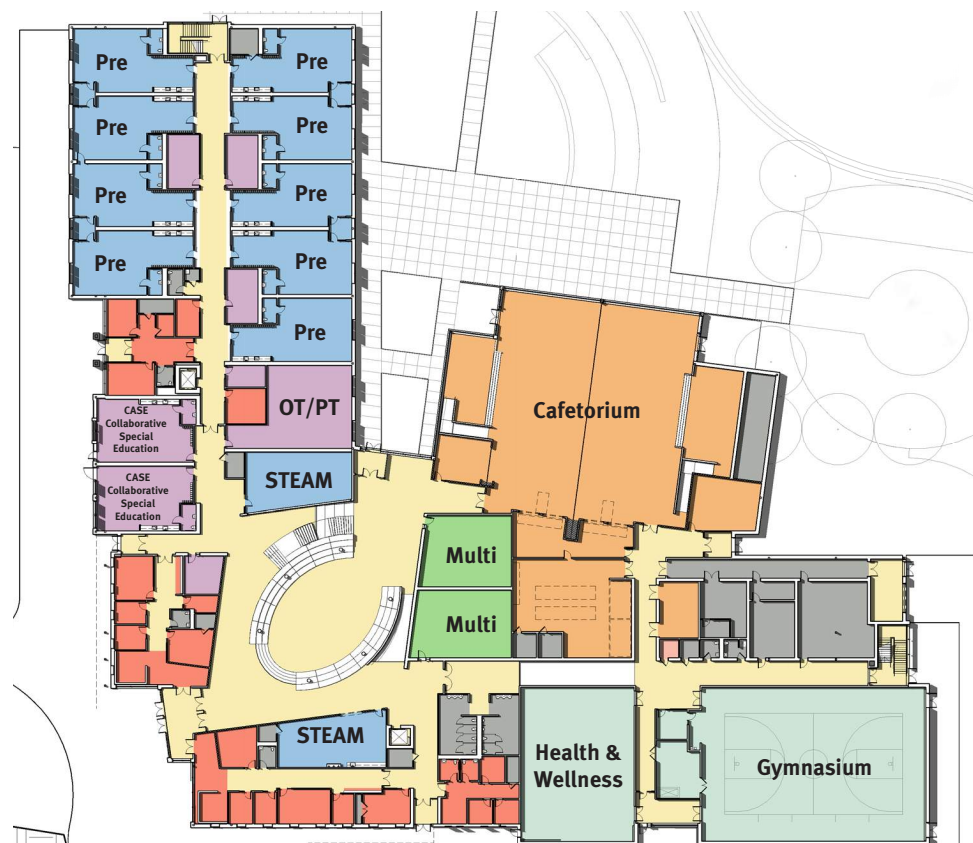 Pre
Pre
Pre
Pre
Pre
Pre
Pre
Pre
Pre
OT/PT
CASE
Collaborative
Special
Education
CASE
Collaborative
Special
Education
STEAM
Cafetorium
Multi
Multi
STEAM
Health &
Wellness
Gymnasium